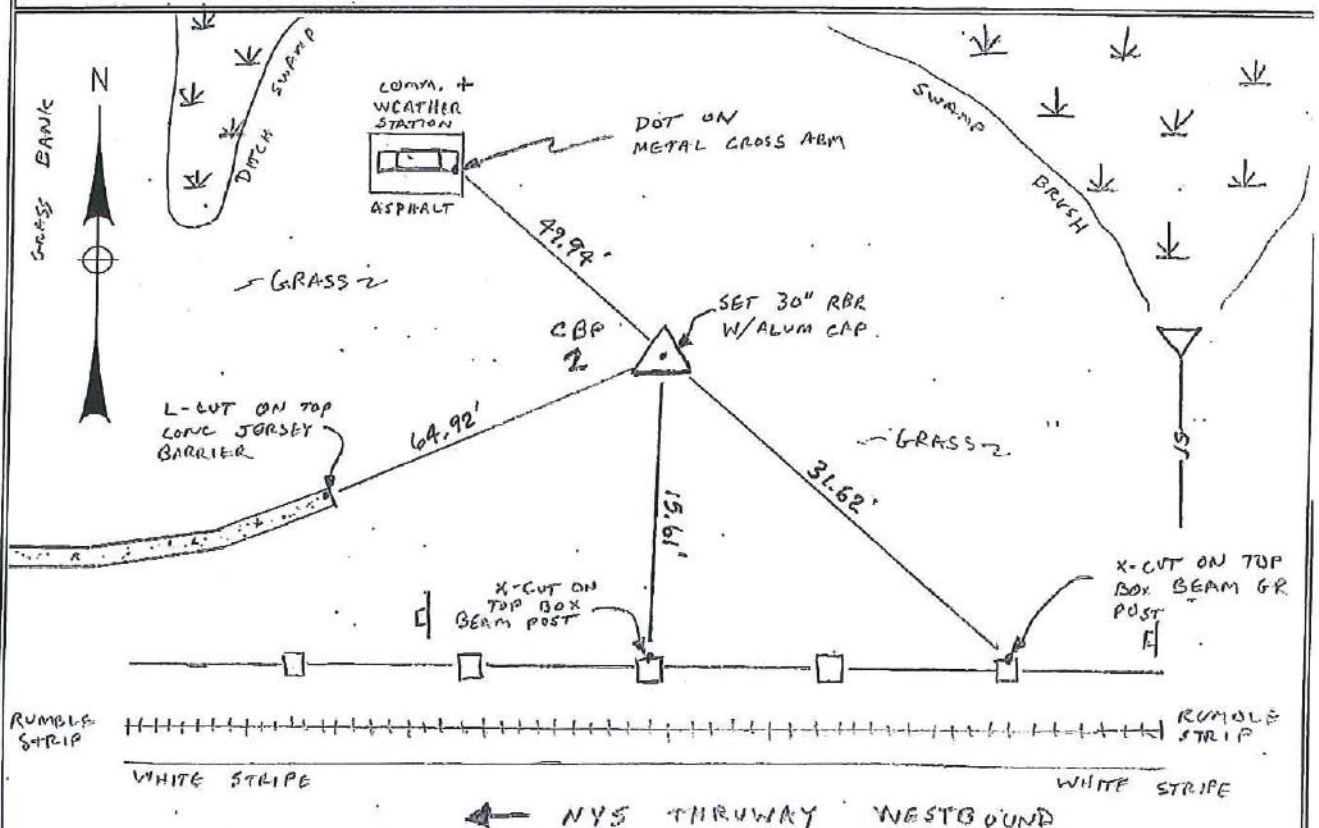 N
GRASS BANK
DITCH
SWAMP
COMM. +
WEATHER
STATION
ASPHALT
DOT ON
METAL CROSS ARM
SWAMP
BRUSH
49.94'
GRASS
SET 30" RBR
W/ALUM CAP.
CBP
2
L-CUT ON TOP
CONC JERSEY
BARRIER
64.92'
GRASS
31.62'
15.61'
X-CUT ON
TOP BOX
BEAM POST
X-CUT ON TOP
BOX BEAM GR
POST
RUMBLE
STRIP
RUMBLE
STRIP
WHITE STRIPE
WHITE STRIPE
NYS THRUWAY WESTBOUND